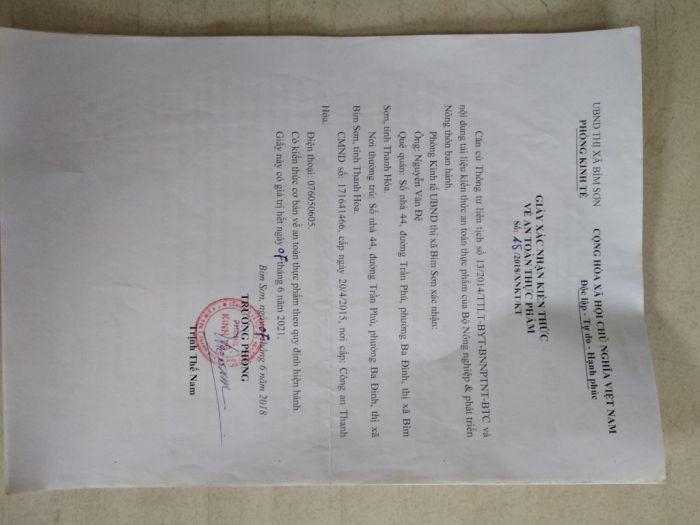 UBND THỊ XÃ BỈM SƠN
PHÒNG KINH TẾ
CỘNG HÒA XÃ HỘI CHỦ NGHĨA VIỆT NAM
Độc lập - Tự do - Hạnh phúc
GIẤY XÁC NHẬN KIẾN THỨC
VỀ AN TOÀN THỰC PHẨM
Số: 18/2018/XNKT/KT
Căn cứ Thông tư liên tịch số 13/2014/TTLT-BYT-BNNPTNT-BTC và
nội dung tài liệu kiến thức an toàn thực phẩm của Bộ Nông nghiệp & phát triển
Nông thôn ban hành.
Phòng Kinh tế UBND thị xã Bỉm Sơn xác nhận:
Ông: Nguyễn Văn Đệ
Quê quán: Số nhà 44, đường Trần Phú, phường Ba Đình, thị xã Bỉm
Sơn, tỉnh Thanh Hóa.
Nơi thường trú: Số nhà 44, đường Trần Phú, phường Ba Đình, thị xã
Bỉm Sơn, tỉnh Thanh Hóa.
CMND số: 171641466, cấp ngày 20/4/2015, nơi cấp: Công an Thanh
Hóa.
Điện thoại: 076050605.
Có kiến thức cơ bản về an toàn thực phẩm theo quy định hiện hành.
Giấy này có giá trị hết ngày tháng 6 năm 2021.
Bỉm Sơn, ngày tháng 6 năm 2018
TRƯỞNG PHÒNG
PHÒNG
KINH TẾ
Trịnh Thế Nam